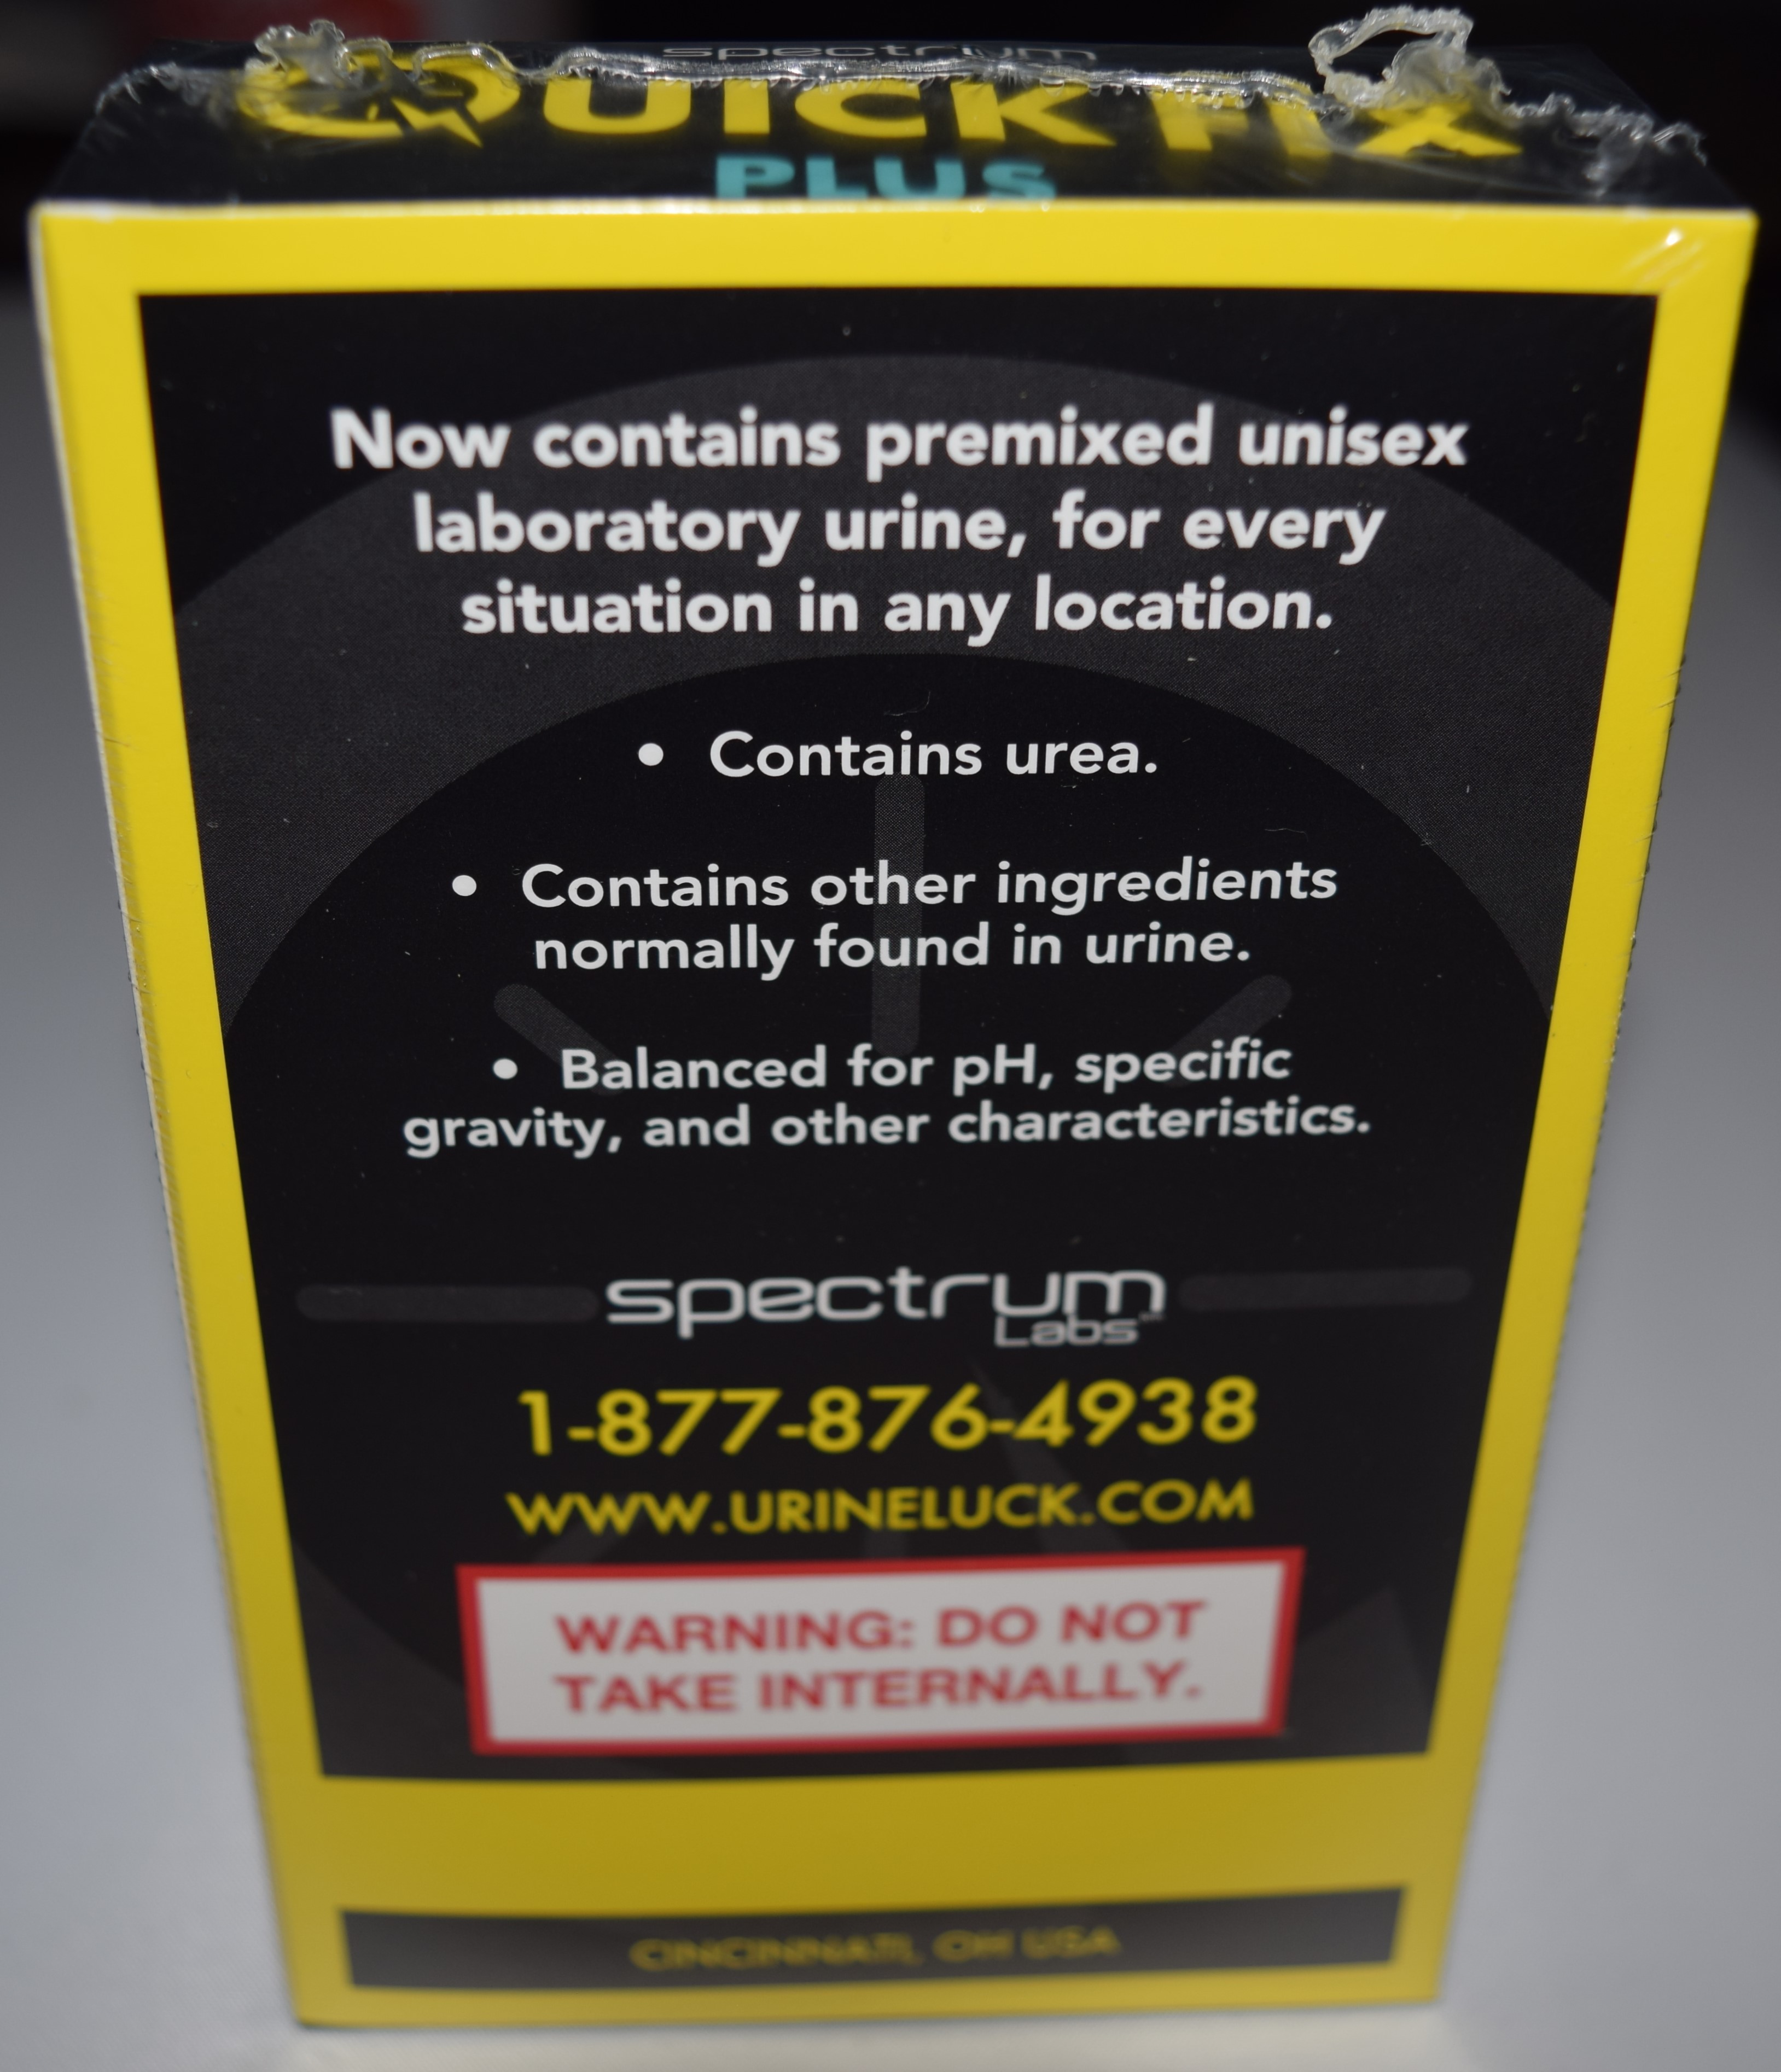 spectrum
QUICK FIX
PLUS
Now contains premixed unisex
laboratory urine, for every
situation in any location.
• Contains urea.
• Contains other ingredients
normally found in urine.
• Balanced for pH, specific
gravity, and other characteristics.
spectrum
Labs™
1-877-876-4938
WWW.URINELUCK.COM
WARNING: DO NOT
TAKE INTERNALLY.
CINCINNATI, OH USA